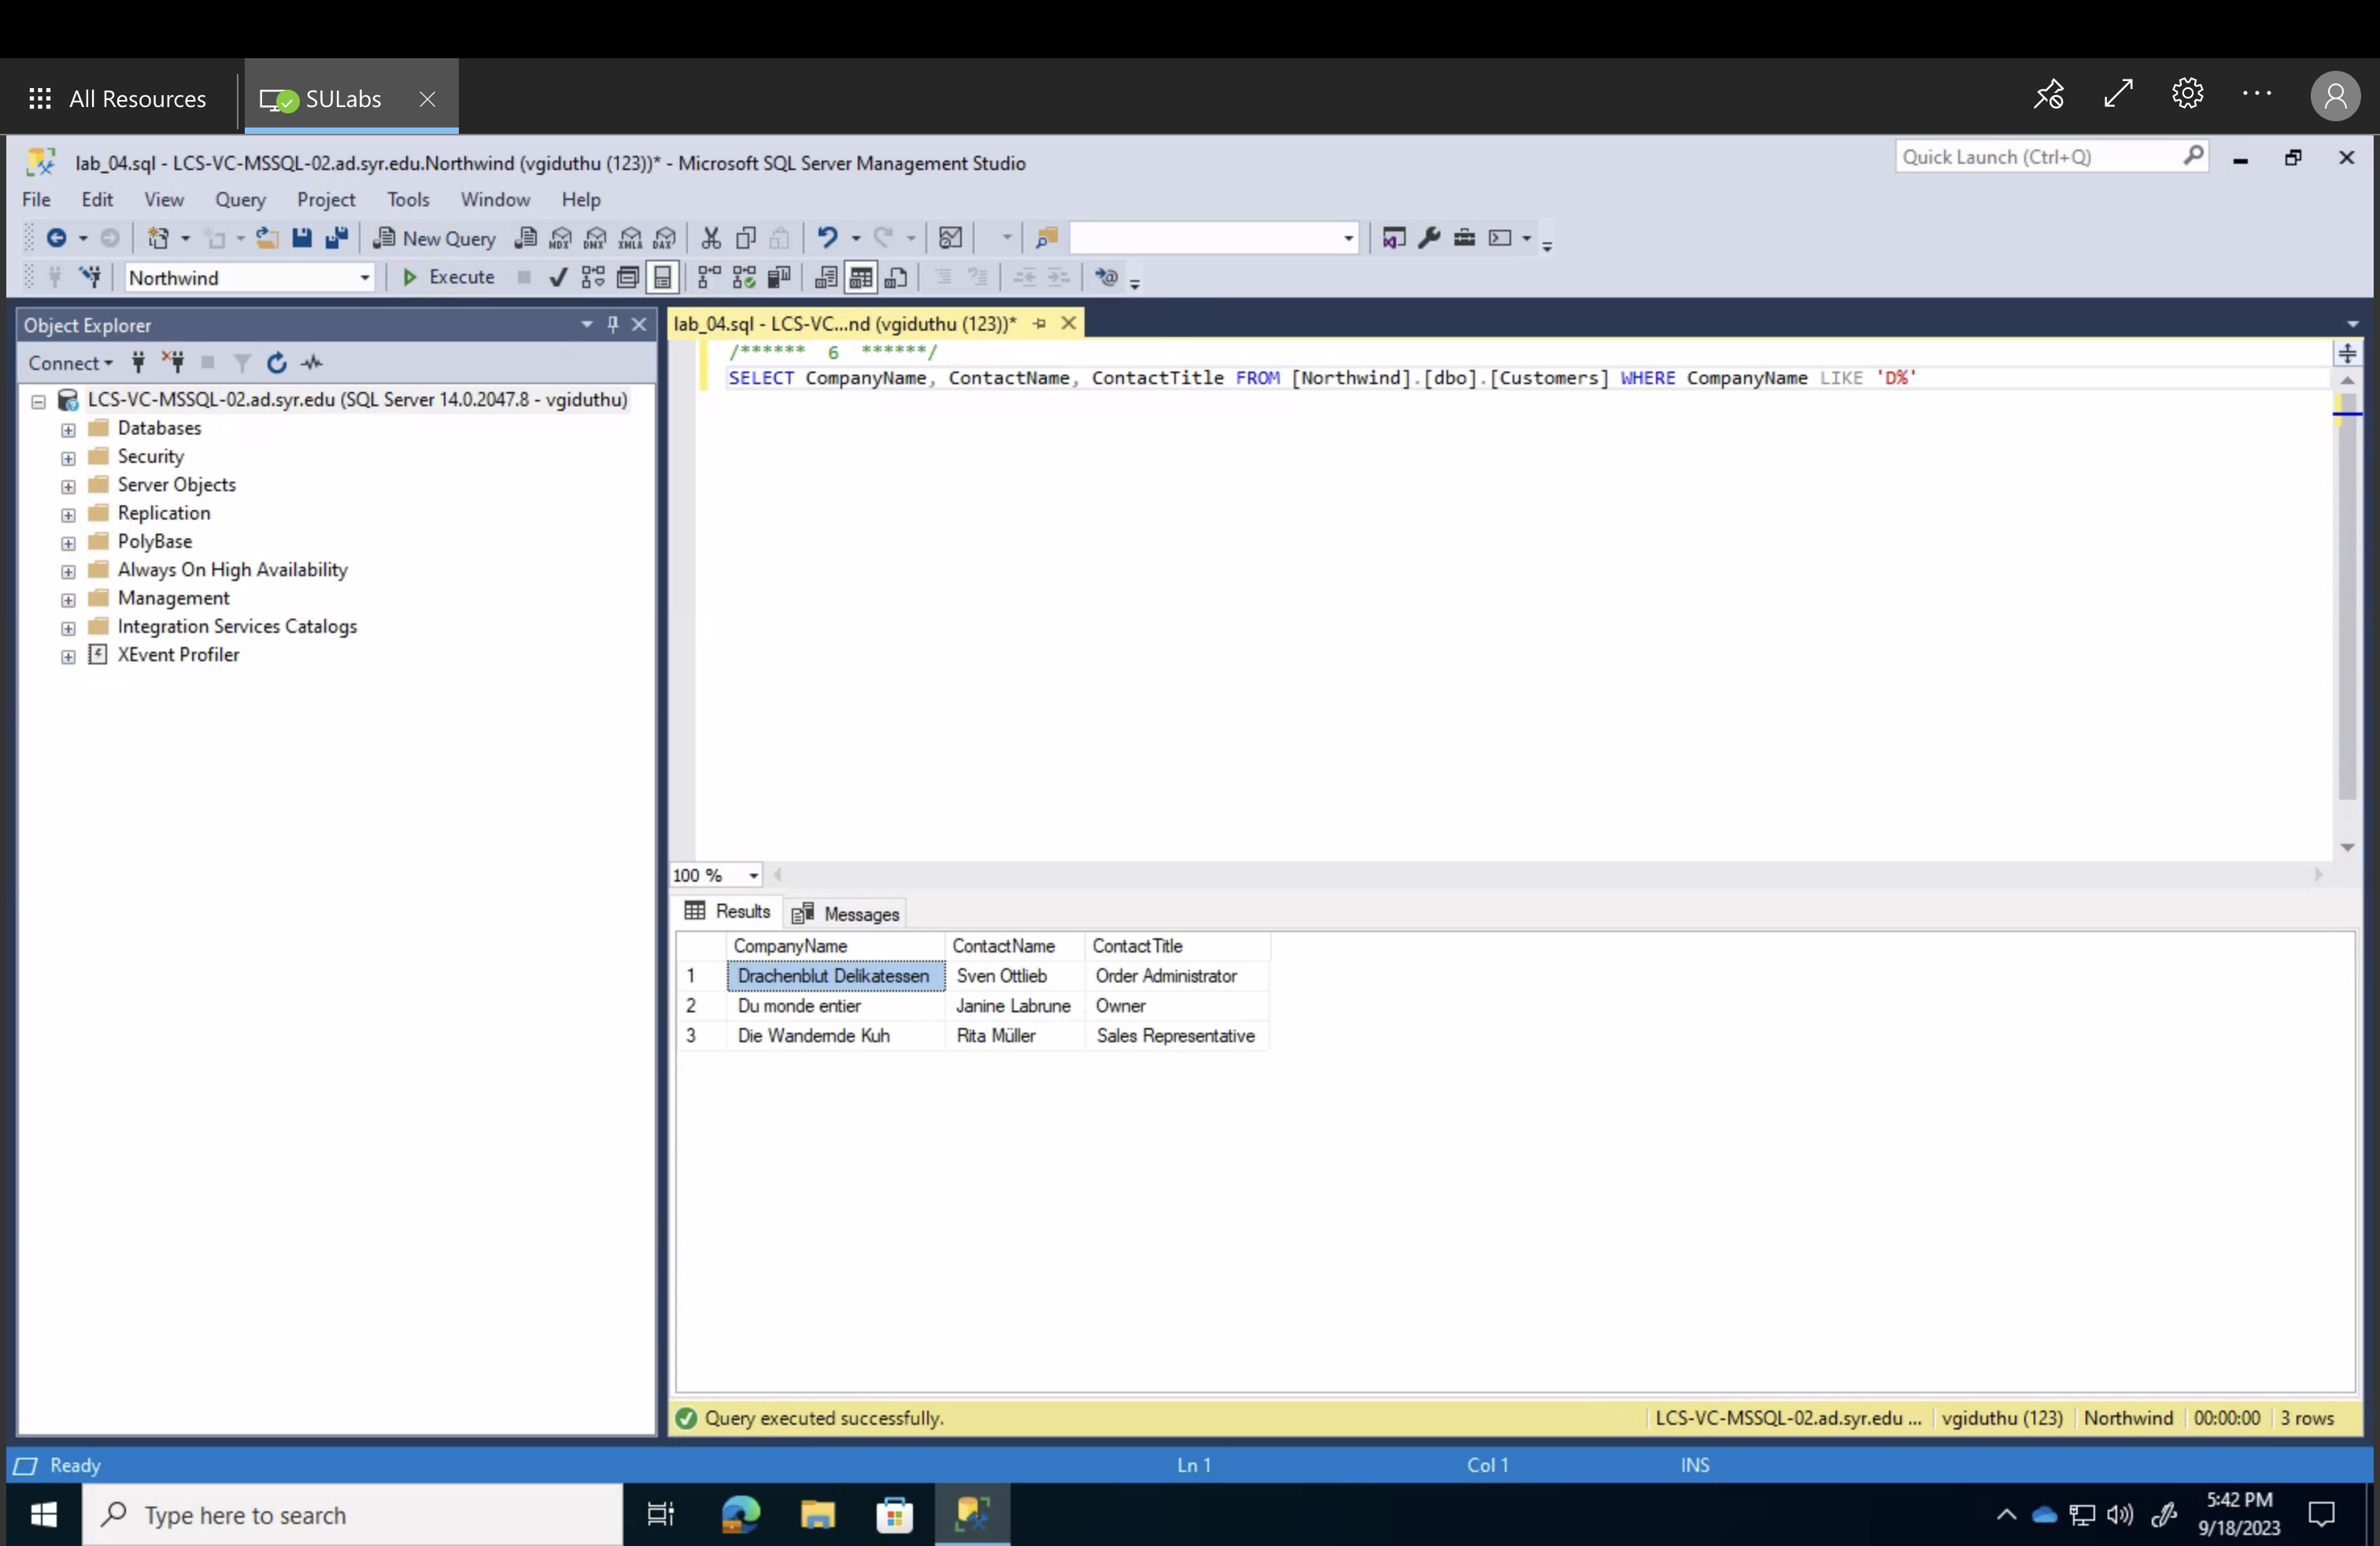 All Resources
SULabs
lab_04.sql - LCS-VC-MSSQL-02.ad.syr.edu.Northwind (vgiduthu (123))* - Microsoft SQL Server Management Studio
Quick Launch (Ctrl+Q)
File Edit View Query Project Tools Window Help
New Query MDX DMX XMLA DAX
Northwind Execute
Object Explorer
lab_04.sql - LCS-VC...nd (vgiduthu (123))*
Connect
/****** 6 ******/
SELECT CompanyName, ContactName, ContactTitle FROM [Northwind].[dbo].[Customers] WHERE CompanyName LIKE 'D%'
LCS-VC-MSSQL-02.ad.syr.edu (SQL Server 14.0.2047.8 - vgiduthu)
Databases
Security
Server Objects
Replication
PolyBase
Always On High Availability
Management
Integration Services Catalogs
XEvent Profiler
100 %
Results Messages
CompanyName ContactName ContactTitle
1 Drachenblut Delikatessen Sven Ottlieb Order Administrator
2 Du monde entier Janine Labrune Owner
3 Die Wandernde Kuh Rita Müller Sales Representative
Query executed successfully.
LCS-VC-MSSQL-02.ad.syr.edu ... vgiduthu (123) Northwind 00:00:00 3 rows
Ready Ln 1 Col 1 INS
Type here to search
5:42 PM
9/18/2023